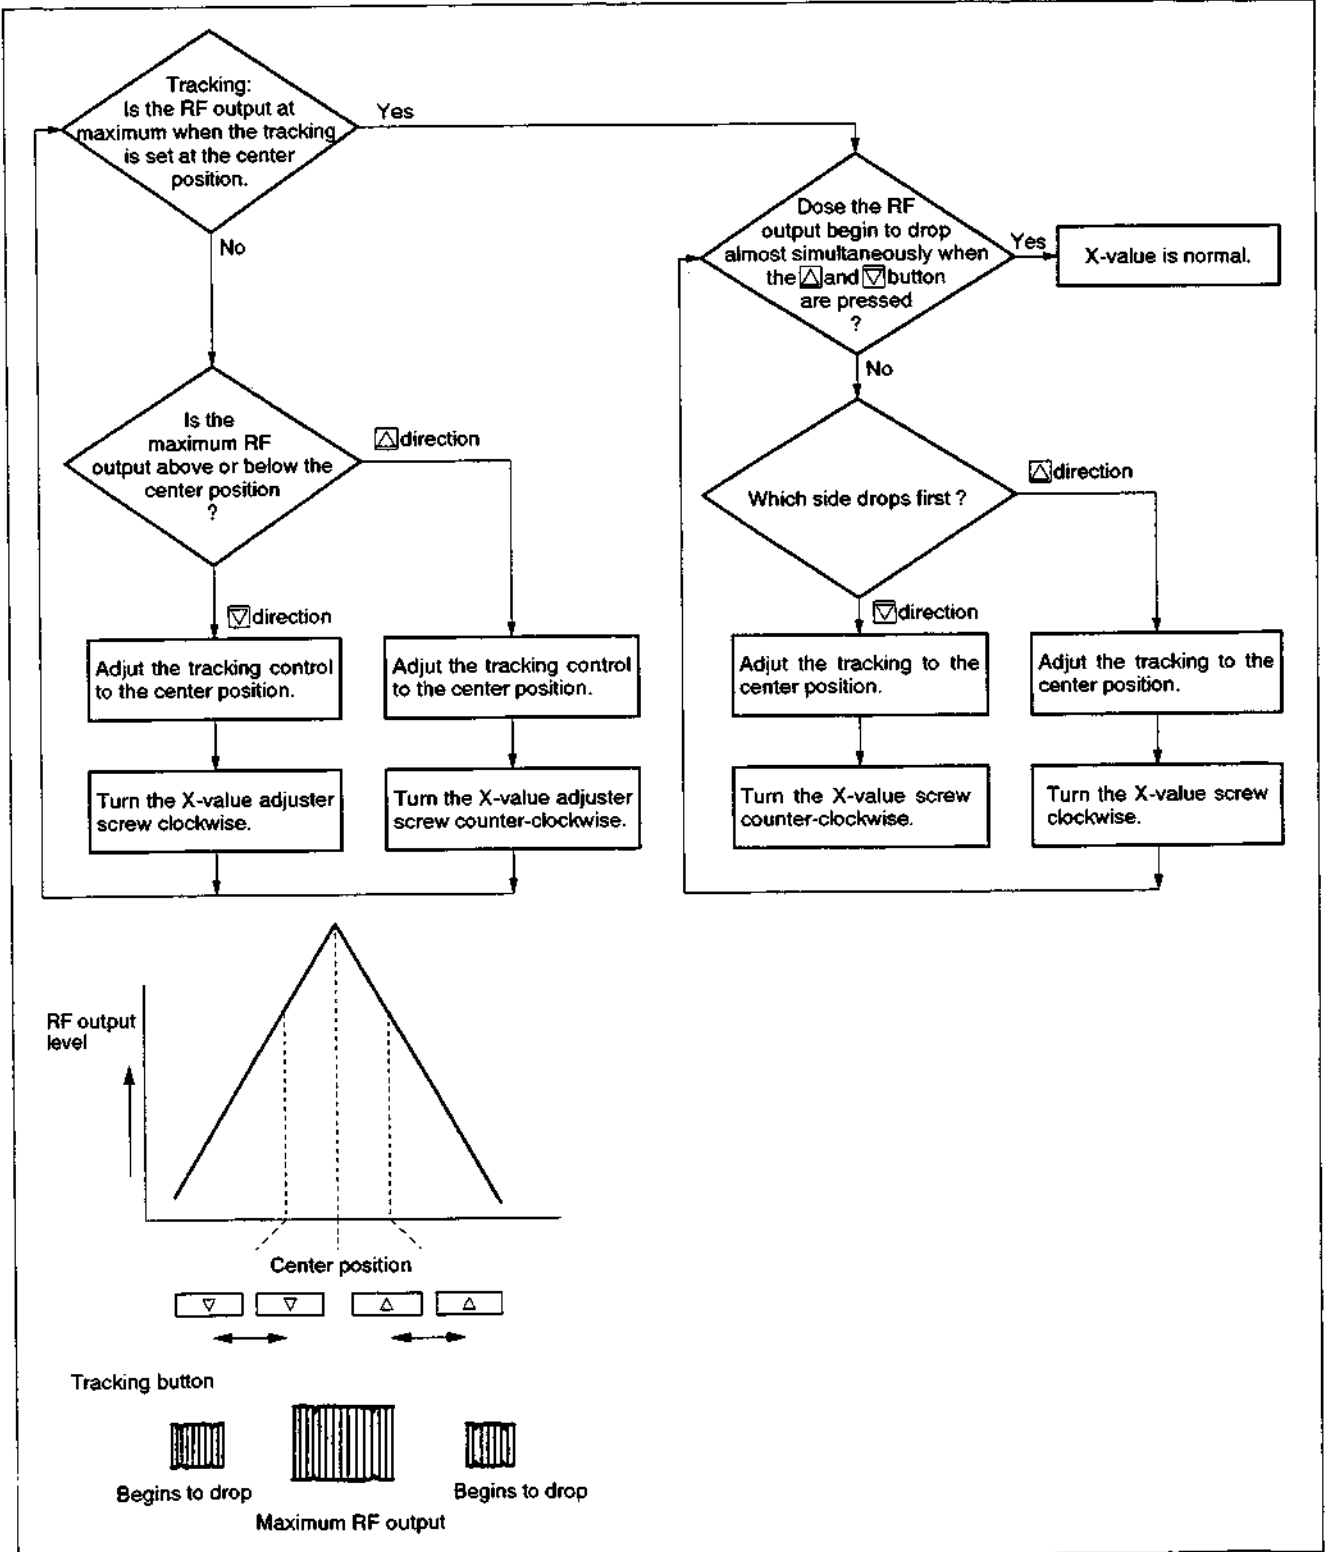 Tracking:
Is the RF output at
maximum when the tracking
is set at the center
position.
Yes
No
Is the
maximum RF
output above or below the
center position
?
△direction
▽direction
Adjut the tracking control
to the center position.
Adjut the tracking control
to the center position.
Turn the X-value adjuster
screw clockwise.
Turn the X-value adjuster
screw counter-clockwise.
Dose the RF
output begin to drop
almost simultaneously when
the △and ▽button
are pressed
?
Yes
X-value is normal.
No
Which side drops first ?
△direction
▽direction
Adjut the tracking to the
center position.
Adjut the tracking to the
center position.
Turn the X-value screw
counter-clockwise.
Turn the X-value screw
clockwise.
RF output
level
Center position
▽ ▽ △ △
Tracking button
Begins to drop
Begins to drop
Maximum RF output